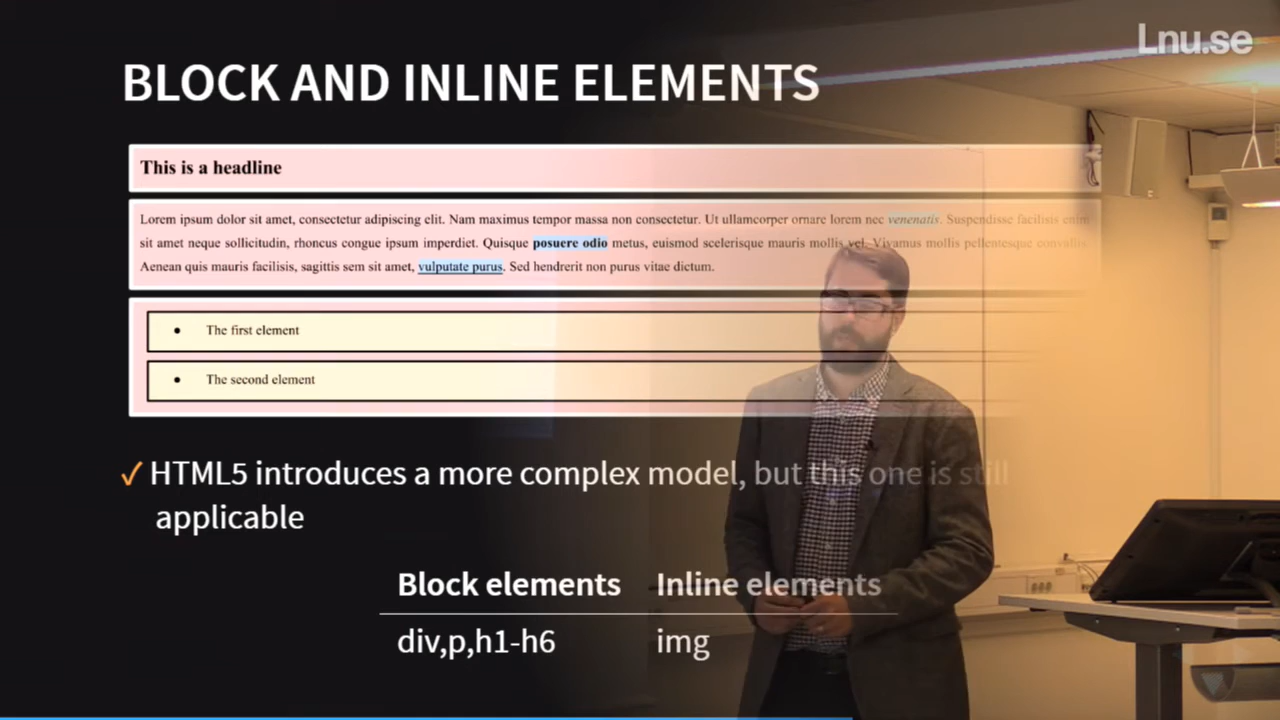 Lnu.se
BLOCK AND INLINE ELEMENTS
This is a headline
Lorem ipsum dolor sit amet, consectetur adipiscing elit. Nam maximus tempor massa non consectetur. Ut ullamcorper ornare lorem nec venenatis. Suspendisse facilisis enim
sit amet neque sollicitudin, rhoncus congue ipsum imperdiet. Quisque posuere odio metus, euismod scelerisque mauris mollis vel. Vivamus mollis pellentesque convallis.
Aenean quis mauris facilisis, sagittis sem sit amet, vulputate purus. Sed hendrerit non purus vitae dictum.
• The first element
• The second element
✓ HTML5 introduces a more complex model, but this one is still
applicable
Block elements Inline elements
div,p,h1-h6 img